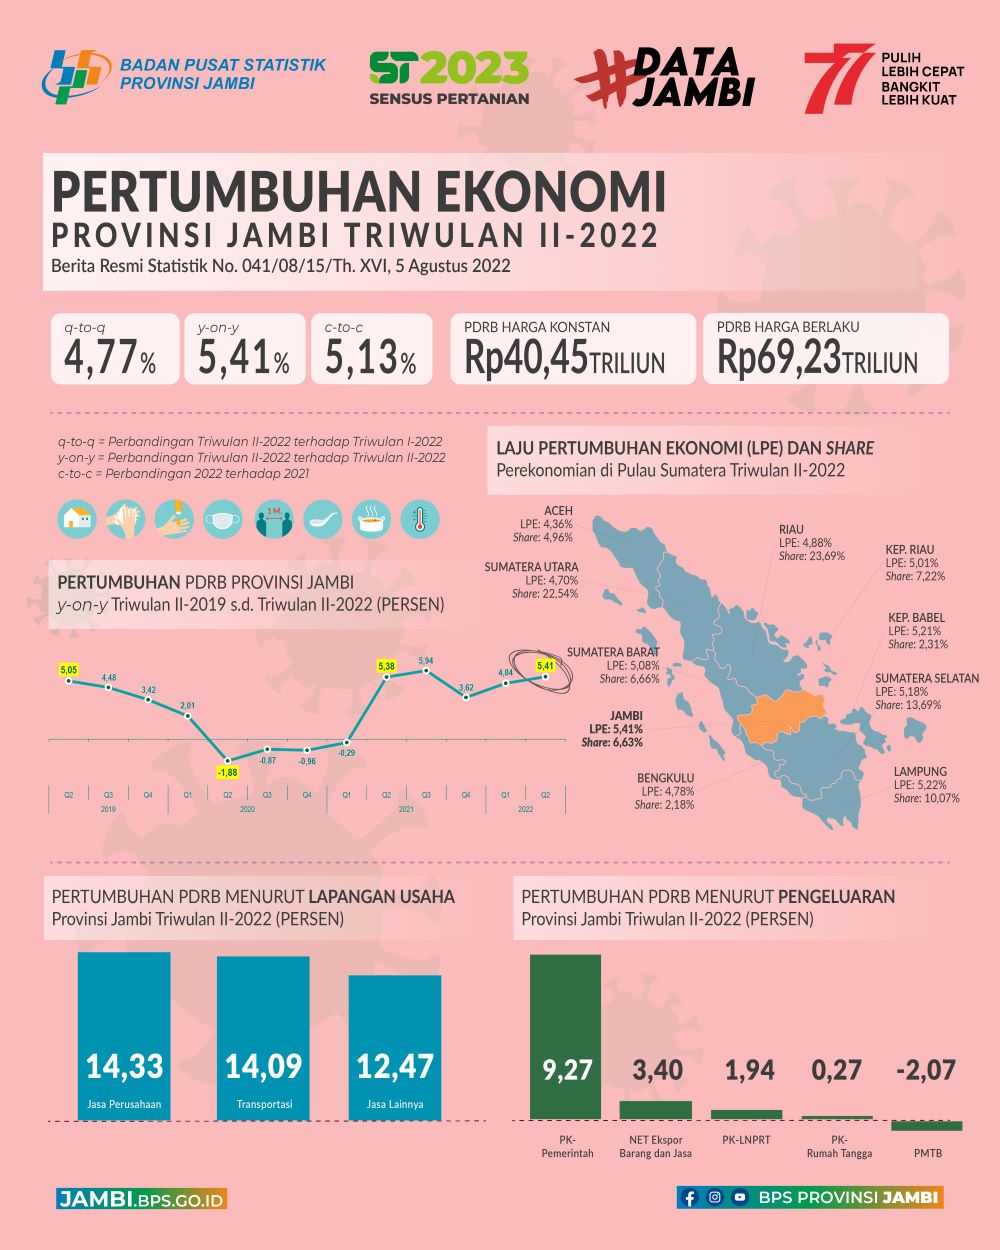 BADAN PUSAT STATISTIK
PROVINSI JAMBI
ST2023
SENSUS PERTANIAN
#DATA
JAMBI
77
PULIH
LEBIH CEPAT
BANGKIT
LEBIH KUAT
PERTUMBUHAN EKONOMI
PROVINSI JAMBI TRIWULAN II-2022
Berita Resmi Statistik No. 041/08/15/Th. XVI, 5 Agustus 2022
q-to-q
4,77%
y-on-y
5,41%
c-to-c
5,13%
PDRB HARGA KONSTAN
Rp40,45TRILIUN
PDRB HARGA BERLAKU
Rp69,23TRILIUN
q-to-q = Perbandingan Triwulan II-2022 terhadap Triwulan I-2022
y-on-y = Perbandingan Triwulan II-2022 terhadap Triwulan II-2022
c-to-c = Perbandingan 2022 terhadap 2021
1 M
PERTUMBUHAN PDRB PROVINSI JAMBI
y-on-y Triwulan II-2019 s.d. Triwulan II-2022 (PERSEN)
5,05
4,48
3,42
2,01
-1,88
-0,87
-0,96
-0,29
5,38
5,94
3,62
4,84
5,41
Q2 Q3 Q4 Q1 Q2 Q3 Q4 Q1 Q2 Q3 Q4 Q1 Q2
2019 2020 2021 2022
LAJU PERTUMBUHAN EKONOMI (LPE) DAN SHARE
Perekonomian di Pulau Sumatera Triwulan II-2022
ACEH
LPE: 4,36%
Share: 4,96%
SUMATERA UTARA
LPE: 4,70%
Share: 22,54%
SUMATERA BARAT
LPE: 5,08%
Share: 6,66%
JAMBI
LPE: 5,41%
Share: 6,63%
BENGKULU
LPE: 4,78%
Share: 2,18%
RIAU
LPE: 4,88%
Share: 23,69%
KEP. RIAU
LPE: 5,01%
Share: 7,22%
KEP. BABEL
LPE: 5,21%
Share: 2,31%
SUMATERA SELATAN
LPE: 5,18%
Share: 13,69%
LAMPUNG
LPE: 5,22%
Share: 10,07%
PERTUMBUHAN PDRB MENURUT LAPANGAN USAHA
Provinsi Jambi Triwulan II-2022 (PERSEN)
14,33
Jasa Perusahaan
14,09
Transportasi
12,47
Jasa Lainnya
PERTUMBUHAN PDRB MENURUT PENGELUARAN
Provinsi Jambi Triwulan II-2022 (PERSEN)
9,27
PK-
Pemerintah
3,40
NET Ekspor
Barang dan Jasa
1,94
PK-LNPRT
0,27
PK-
Rumah Tangga
-2,07
PMTB
JAMBI.BPS.GO.ID
BPS PROVINSI JAMBI